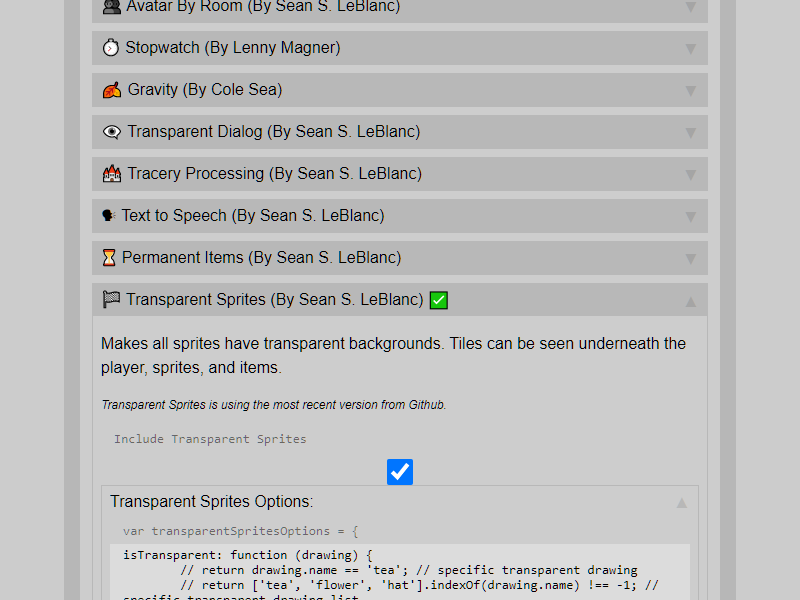 Avatar By Room (By Sean S. LeBlanc)
Stopwatch (By Lenny Magner)
Gravity (By Cole Sea)
Transparent Dialog (By Sean S. LeBlanc)
Tracery Processing (By Sean S. LeBlanc)
Text to Speech (By Sean S. LeBlanc)
Permanent Items (By Sean S. LeBlanc)
Transparent Sprites (By Sean S. LeBlanc)
Makes all sprites have transparent backgrounds. Tiles can be seen underneath the
player, sprites, and items.
Transparent Sprites is using the most recent version from Github.
Include Transparent Sprites
Transparent Sprites Options:
var transparentSpritesOptions = {
isTransparent: function (drawing) {
// return drawing.name == 'tea'; // specific transparent drawing
// return ['tea', 'flower', 'hat'].indexOf(drawing.name) !== -1; //
specific transparent drawing list